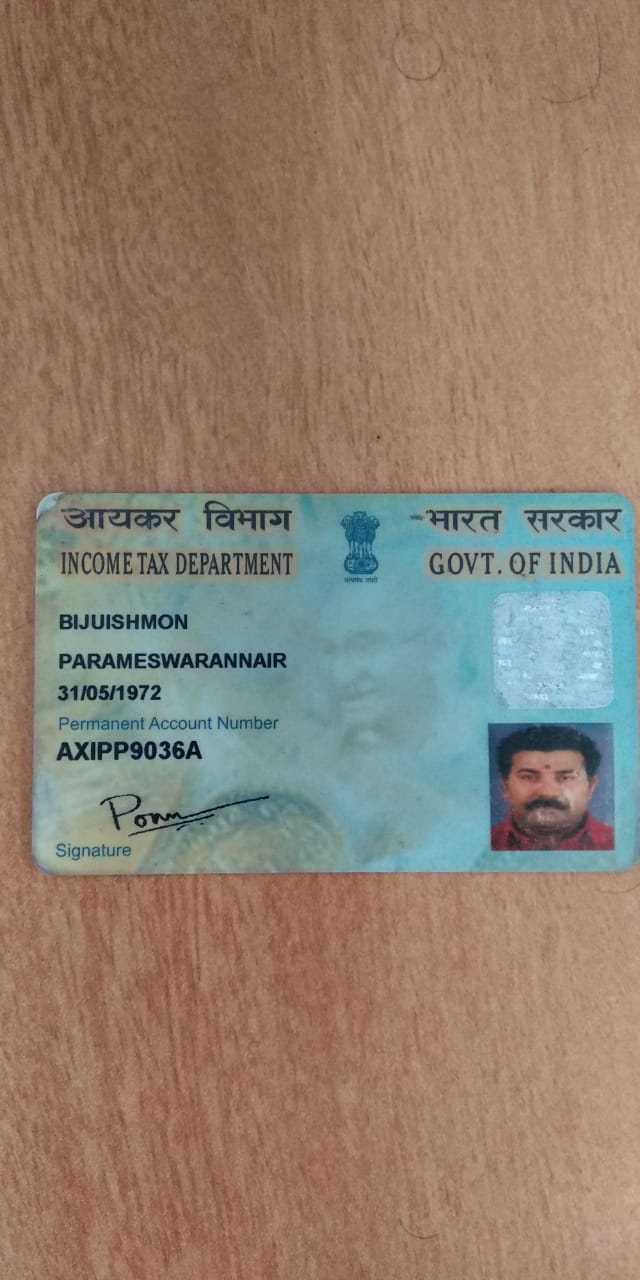 आयकर विभाग
INCOME TAX DEPARTMENT
भारत सरकार
GOVT. OF INDIA
सत्यमेव जयते
BIJUISHMON
PARAMESWARANNAIR
31/05/1972
Permanent Account Number
AXIPP9036A
Signature